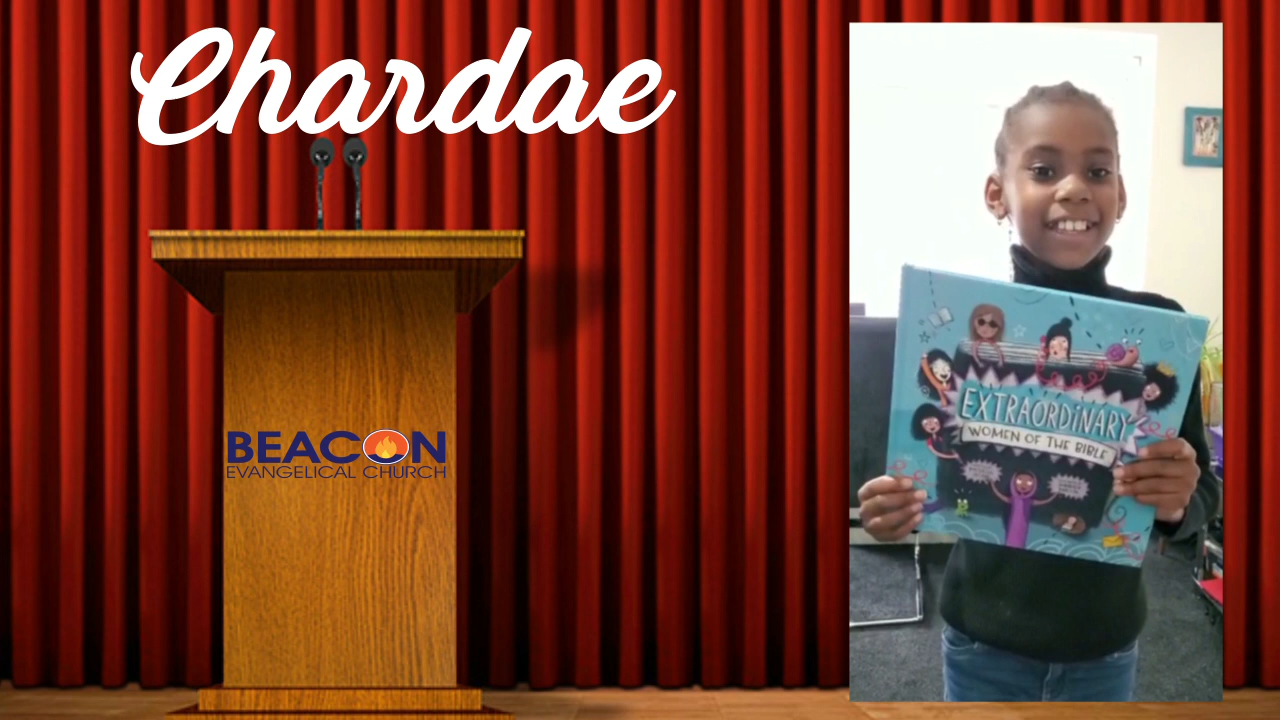 Chardae
BEACON
EVANGELICAL CHURCH
EXTRAORDINARY
WOMEN OF THE BIBLE